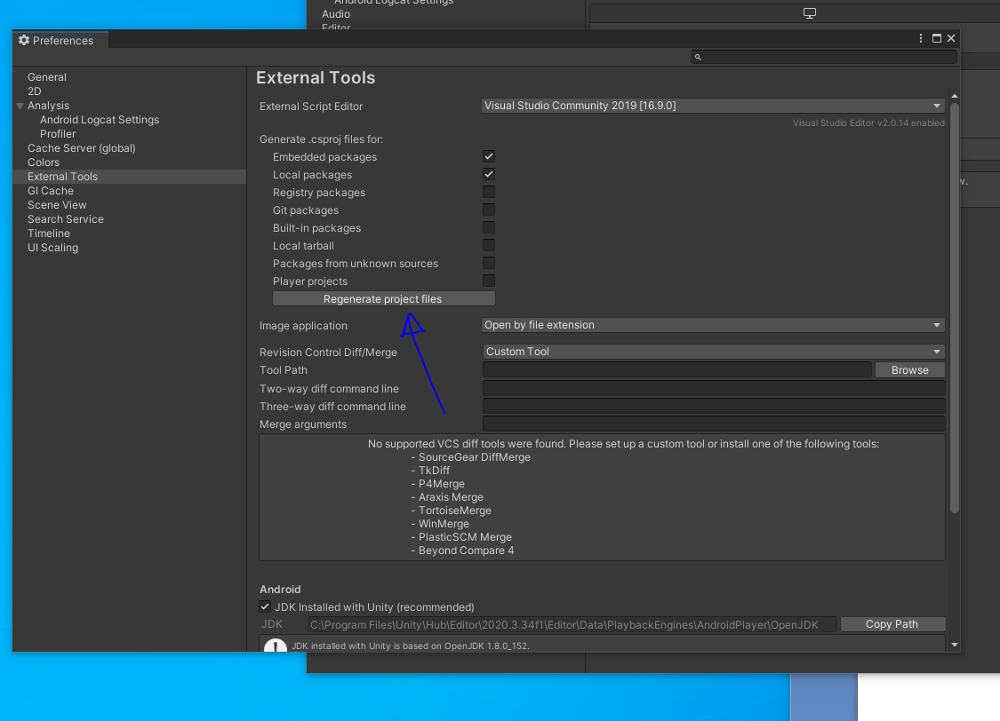 Android Logcat Settings
Audio
Editor
Preferences
General
2D
Analysis
Android Logcat Settings
Profiler
Cache Server (global)
Colors
External Tools
GI Cache
Scene View
Search Service
Timeline
UI Scaling
External Tools
External Script Editor
Visual Studio Community 2019 [16.9.0]
Visual Studio Editor v2.0.14 enabled
Generate .csproj files for:
Embedded packages
Local packages
Registry packages
Git packages
Built-in packages
Local tarball
Packages from unknown sources
Player projects
Regenerate project files
Image application
Open by file extension
Revision Control Diff/Merge
Custom Tool
Tool Path
Browse
Two-way diff command line
Three-way diff command line
Merge arguments
No supported VCS diff tools were found. Please set up a custom tool or install one of the following tools:
- SourceGear DiffMerge
- TkDiff
- P4Merge
- Araxis Merge
- TortoiseMerge
- WinMerge
- PlasticSCM Merge
- Beyond Compare 4
Android
JDK Installed with Unity (recommended)
JDK
C:\Program Files\Unity\Hub\Editor\2020.3.34f1\Editor\Data\PlaybackEngines\AndroidPlayer\OpenJDK
Copy Path
JDK installed with Unity is based on OpenJDK 1.8.0_152.